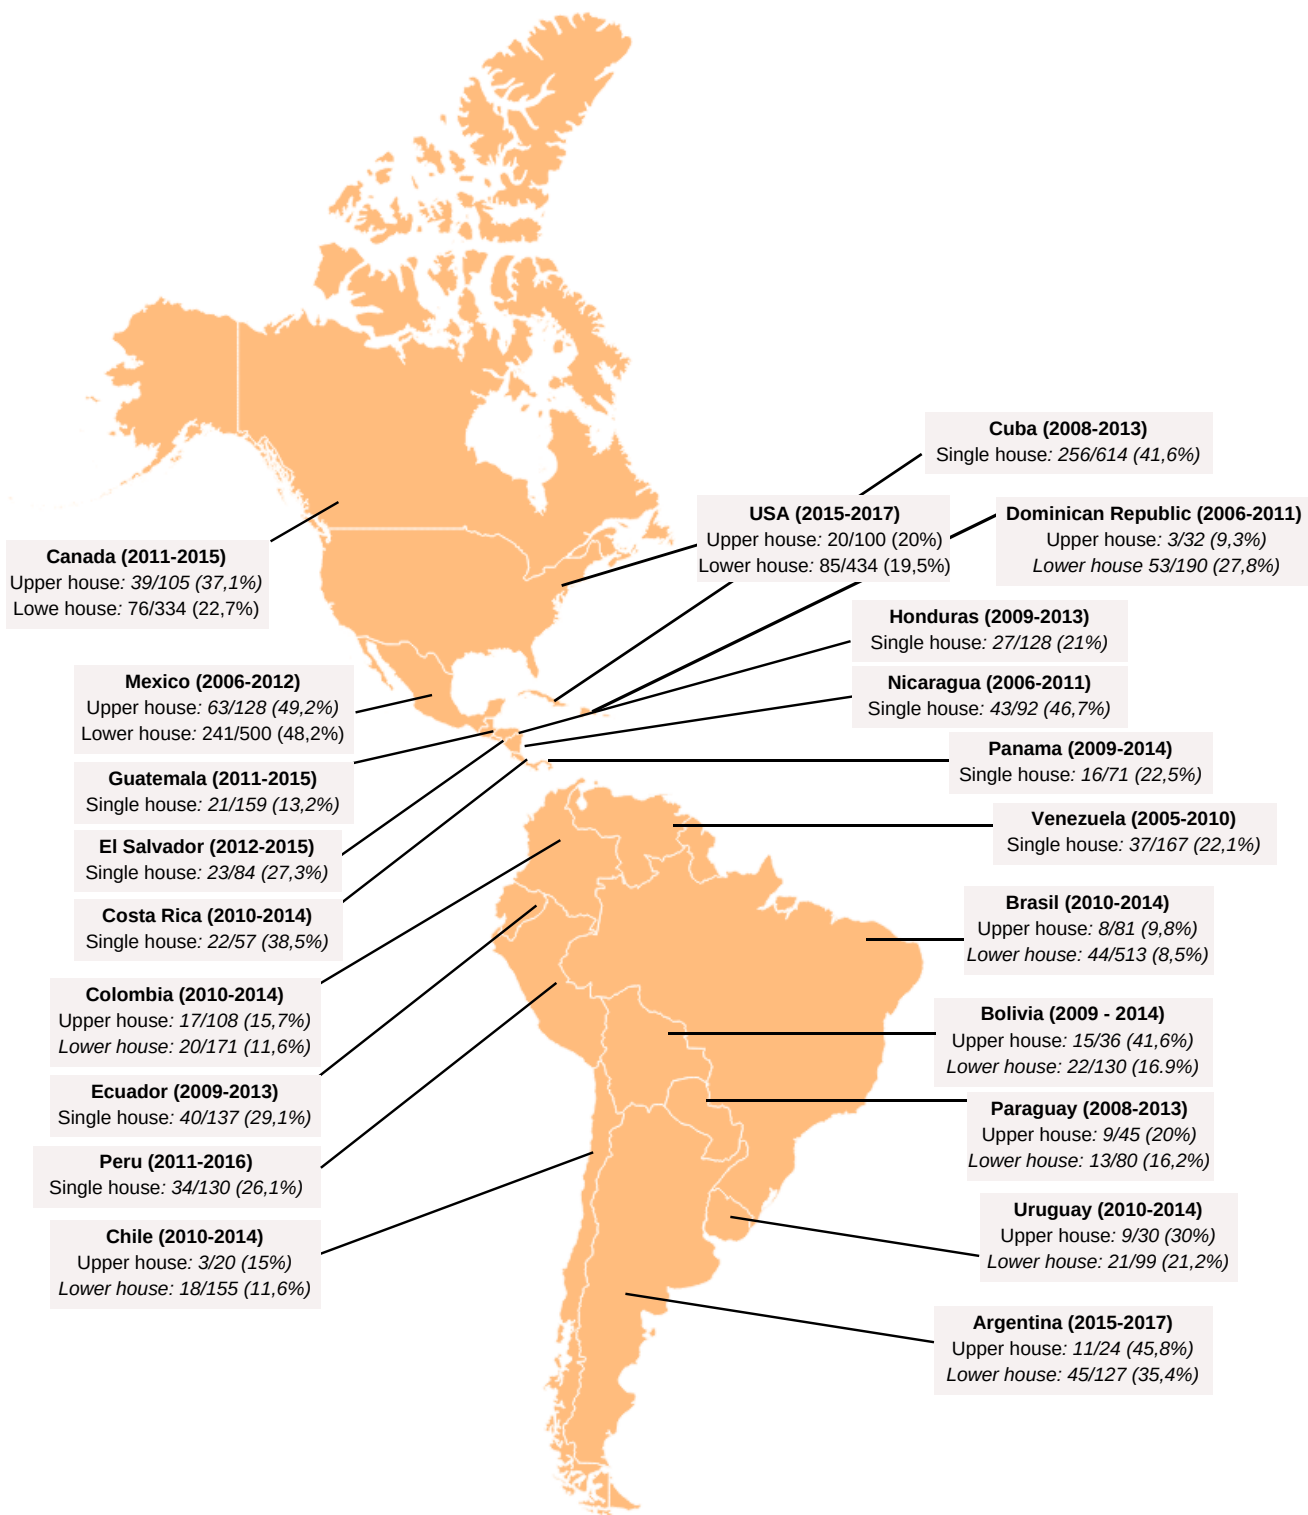 Cuba (2008-2013)
Single house: 256/614 (41,6%)
USA (2015-2017)
Upper house: 20/100 (20%)
Lower house: 85/434 (19,5%)
Dominican Republic (2006-2011)
Upper house: 3/32 (9,3%)
Lower house 53/190 (27,8%)
Canada (2011-2015)
Upper house: 39/105 (37,1%)
Lowe house: 76/334 (22,7%)
Honduras (2009-2013)
Single house: 27/128 (21%)
Mexico (2006-2012)
Upper house: 63/128 (49,2%)
Lower house: 241/500 (48,2%)
Nicaragua (2006-2011)
Single house: 43/92 (46,7%)
Panama (2009-2014)
Single house: 16/71 (22,5%)
Guatemala (2011-2015)
Single house: 21/159 (13,2%)
Venezuela (2005-2010)
Single house: 37/167 (22,1%)
El Salvador (2012-2015)
Single house: 23/84 (27,3%)
Costa Rica (2010-2014)
Single house: 22/57 (38,5%)
Brasil (2010-2014)
Upper house: 8/81 (9,8%)
Lower house: 44/513 (8,5%)
Colombia (2010-2014)
Upper house: 17/108 (15,7%)
Lower house: 20/171 (11,6%)
Bolivia (2009 - 2014)
Upper house: 15/36 (41,6%)
Lower house: 22/130 (16.9%)
Ecuador (2009-2013)
Single house: 40/137 (29,1%)
Paraguay (2008-2013)
Upper house: 9/45 (20%)
Lower house: 13/80 (16,2%)
Peru (2011-2016)
Single house: 34/130 (26,1%)
Uruguay (2010-2014)
Upper house: 9/30 (30%)
Lower house: 21/99 (21,2%)
Chile (2010-2014)
Upper house: 3/20 (15%)
Lower house: 18/155 (11,6%)
Argentina (2015-2017)
Upper house: 11/24 (45,8%)
Lower house: 45/127 (35,4%)